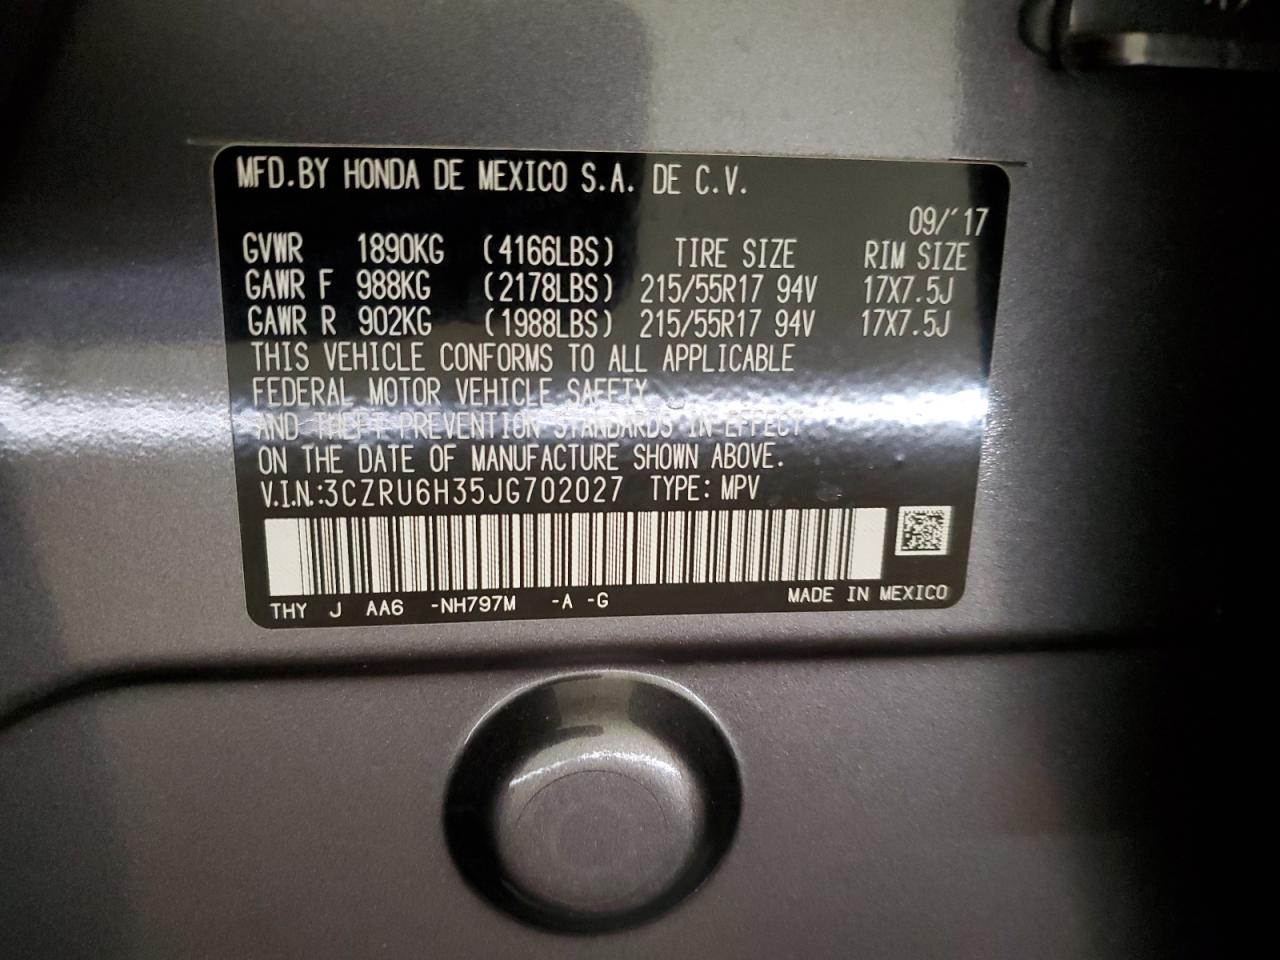 MFD.BY HONDA DE MEXICO S.A. DE C.V.
09/'17
GVWR 1890KG (4166LBS) TIRE SIZE RIM SIZE
GAWR F 988KG (2178LBS) 215/55R17 94V 17X7.5J
GAWR R 902KG (1988LBS) 215/55R17 94V 17X7.5J
THIS VEHICLE CONFORMS TO ALL APPLICABLE
FEDERAL MOTOR VEHICLE SAFETY
AND THEFT PREVENTION STANDARDS IN EFFECT
ON THE DATE OF MANUFACTURE SHOWN ABOVE.
V.I.N.:3CZRU6H35JG702027 TYPE: MPV
THY J AA6 -NH797M -A -G MADE IN MEXICO